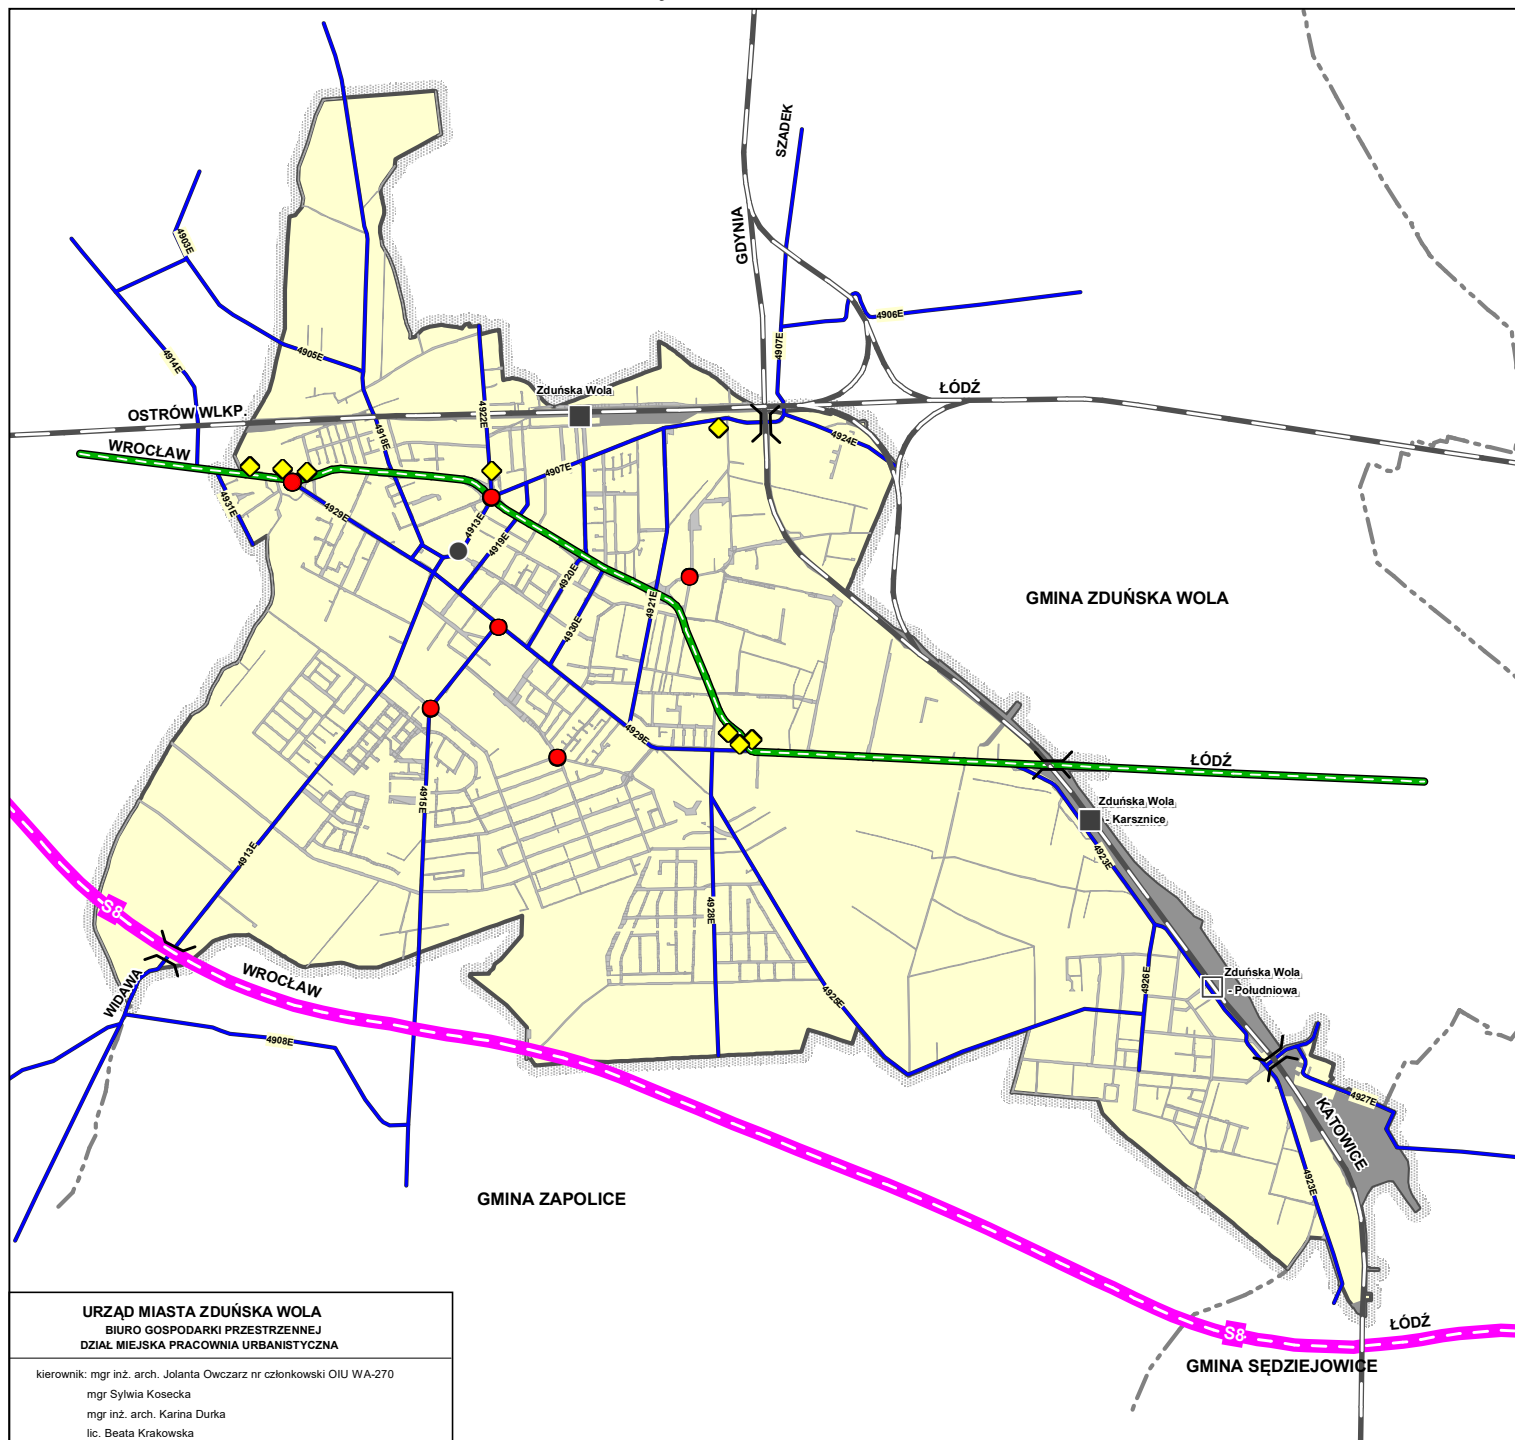 SZADEK
GDYNIA
4903E
4914E
4905E
4906E
4907E
ŁÓDŹ
Zduńska Wola
OSTRÓW WLKP.
WROCŁAW
4922E
4918E
4924E
4907E
4931E
4929E
4913E
4919E
4920E
4930E
4921E
GMINA ZDUŃSKA WOLA
4929E
ŁÓDŹ
4915E
Zduńska Wola
- Karsznice
4923E
4913E
S8
4928E
WROCŁAW
WIDAWA
4925E
4926E
Zduńska Wola
- Południowa
4908E
4927E
KATOWICE
4923E
GMINA ZAPOLICE
S8
ŁÓDŹ
GMINA SĘDZIEJOWICE
URZĄD MIASTA ZDUŃSKA WOLA
BIURO GOSPODARKI PRZESTRZENNEJ
DZIAŁ MIEJSKA PRACOWNIA URBANISTYCZNA
kierownik: mgr inż. arch. Jolanta Owczarz nr członkowski OIU WA-270
mgr Sylwia Kosecka
mgr inż. arch. Karina Durka
lic. Beata Krakowska